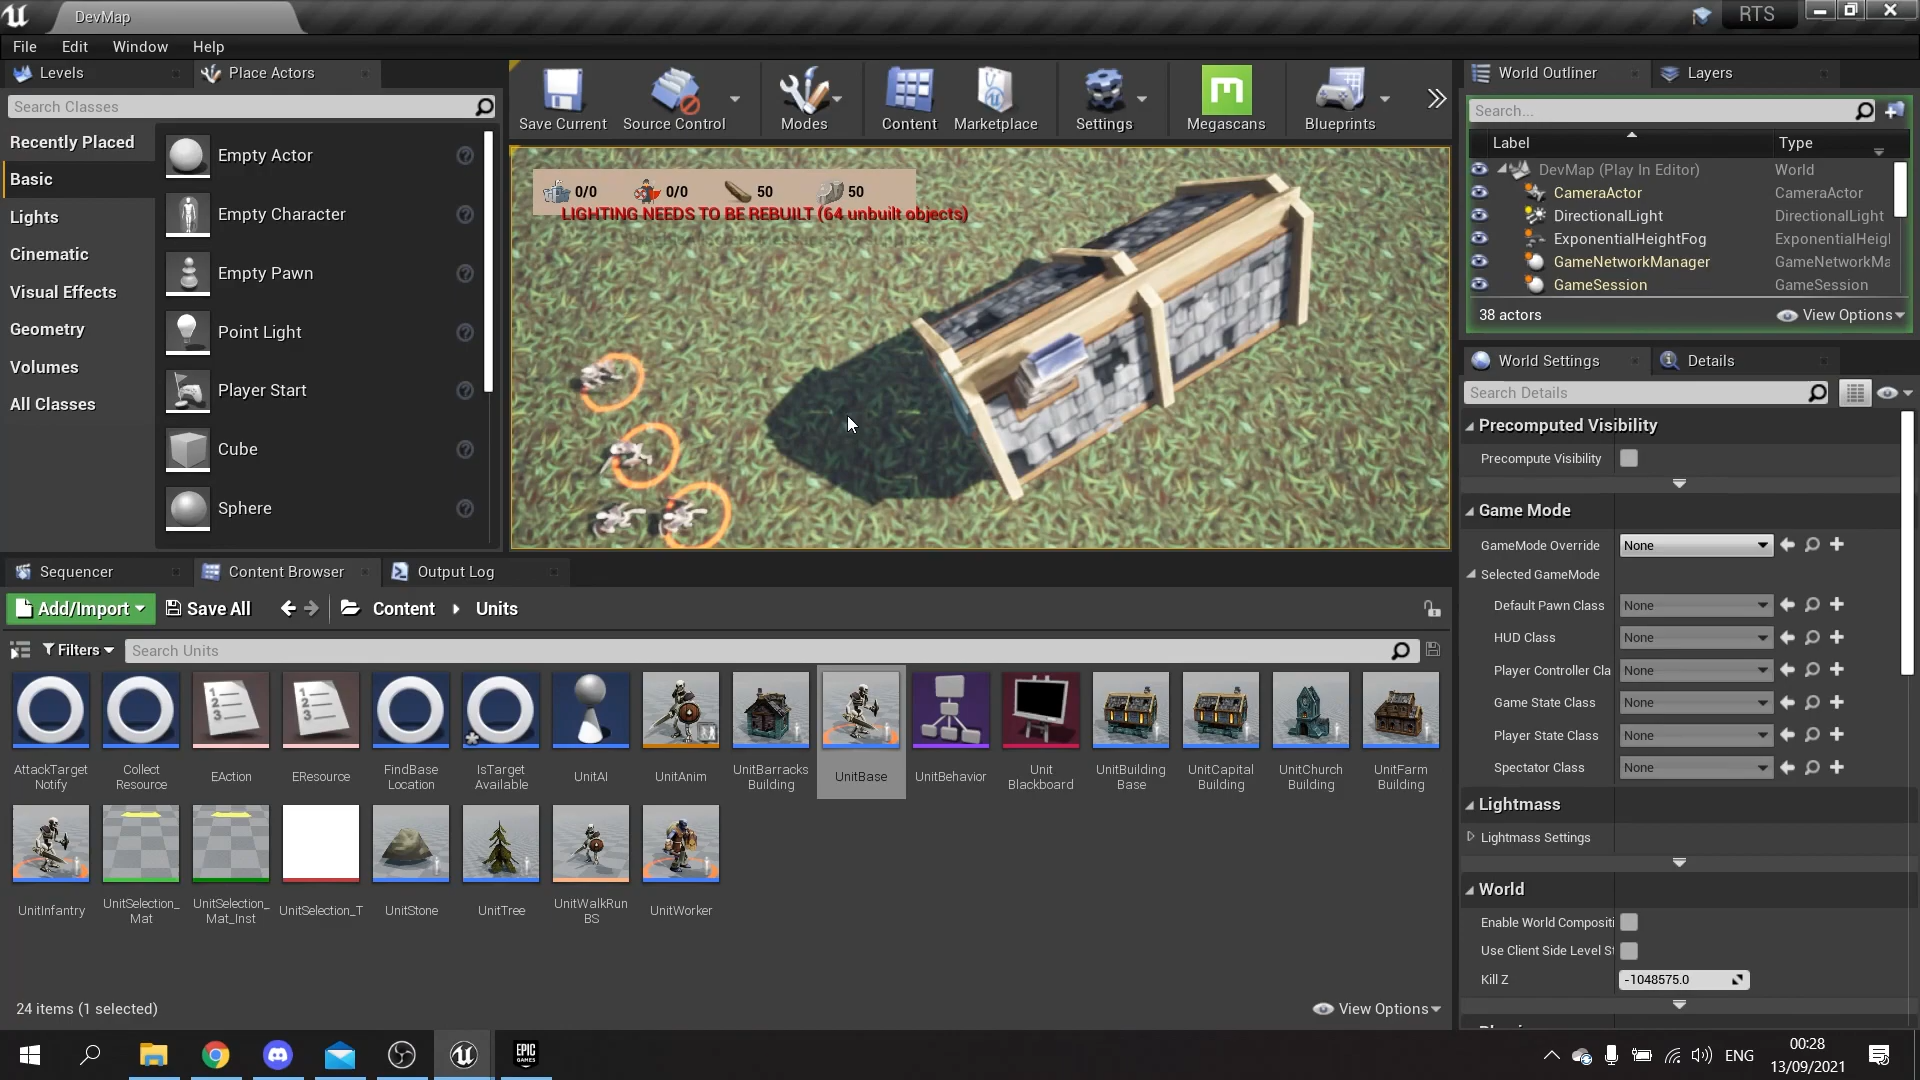 DevMap
RTS
File Edit Window Help
Levels
Place Actors
Search Classes
Recently Placed
Basic
Lights
Cinematic
Visual Effects
Geometry
Volumes
All Classes
Empty Actor
Empty Character
Empty Pawn
Point Light
Player Start
Cube
Sphere
Save Current
Source Control
Modes
Content
Marketplace
Settings
Megascans
Blueprints
0/0 0/0 50 50
LIGHTING NEEDS TO BE REBUILT (64 unbuilt objects)
World Outliner
Layers
Search...
Label Type
DevMap (Play In Editor) World
CameraActor CameraActor
DirectionalLight DirectionalLight
ExponentialHeightFog ExponentialHeigl
GameNetworkManager GameNetworkMa
GameSession GameSession
38 actors
View Options
World Settings
Details
Search Details
Precomputed Visibility
Precompute Visibility
Game Mode
GameMode Override None
Selected GameMode
Default Pawn Class None
HUD Class None
Player Controller Cla None
Game State Class None
Player State Class None
Spectator Class None
Lightmass
Lightmass Settings
World
Enable World Compositi
Use Client Side Level St
Kill Z -1048575.0
Sequencer
Content Browser
Output Log
Add/Import
Save All
Content
Units
Filters
Search Units
AttackTarget
Notify
Collect
Resource
EAction
EResource
FindBase
Location
IsTarget
Available
UnitAI
UnitAnim
UnitBarracks
Building
UnitBase
UnitBehavior
Unit
Blackboard
UnitBuilding
Base
UnitCapital
Building
UnitChurch
Building
UnitFarm
Building
UnitInfantry
UnitSelection_
Mat
UnitSelection_
Mat_Inst
UnitSelection_T
UnitStone
UnitTree
UnitWalkRun
BS
UnitWorker
24 items (1 selected)
View Options
EPIC
GAMES
ENG
00:28
13/09/2021